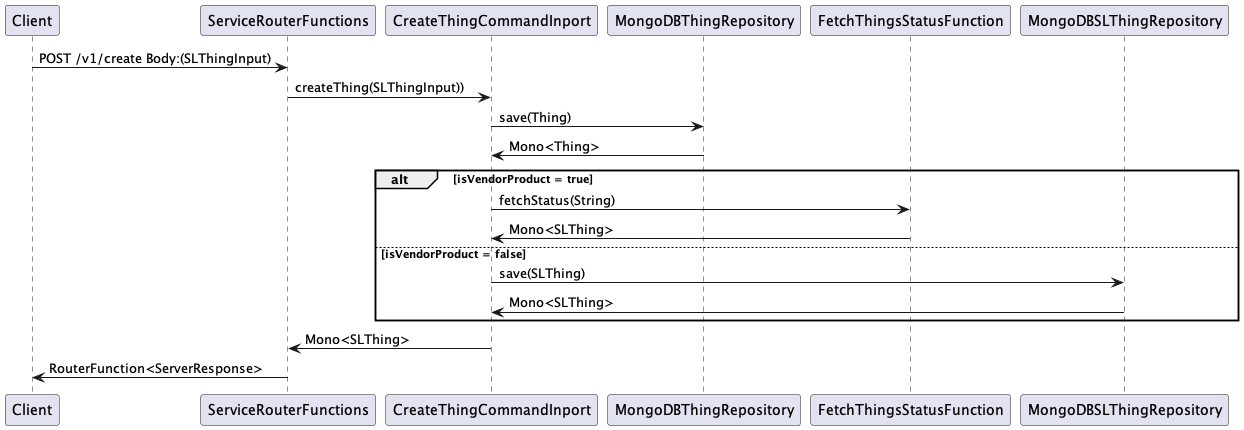 Client
ServiceRouterFunctions
CreateThingCommandInport
MongoDBThingRepository
FetchThingsStatusFunction
MongoDBSLThingRepository
POST /v1/create Body:(SLThingInput)
createThing(SLThingInput))
save(Thing)
Mono<Thing>
alt
[isVendorProduct = true]
fetchStatus(String)
Mono<SLThing>
[isVendorProduct = false]
save(SLThing)
Mono<SLThing>
Mono<SLThing>
RouterFunction<ServerResponse>
Client
ServiceRouterFunctions
CreateThingCommandInport
MongoDBThingRepository
FetchThingsStatusFunction
MongoDBSLThingRepository